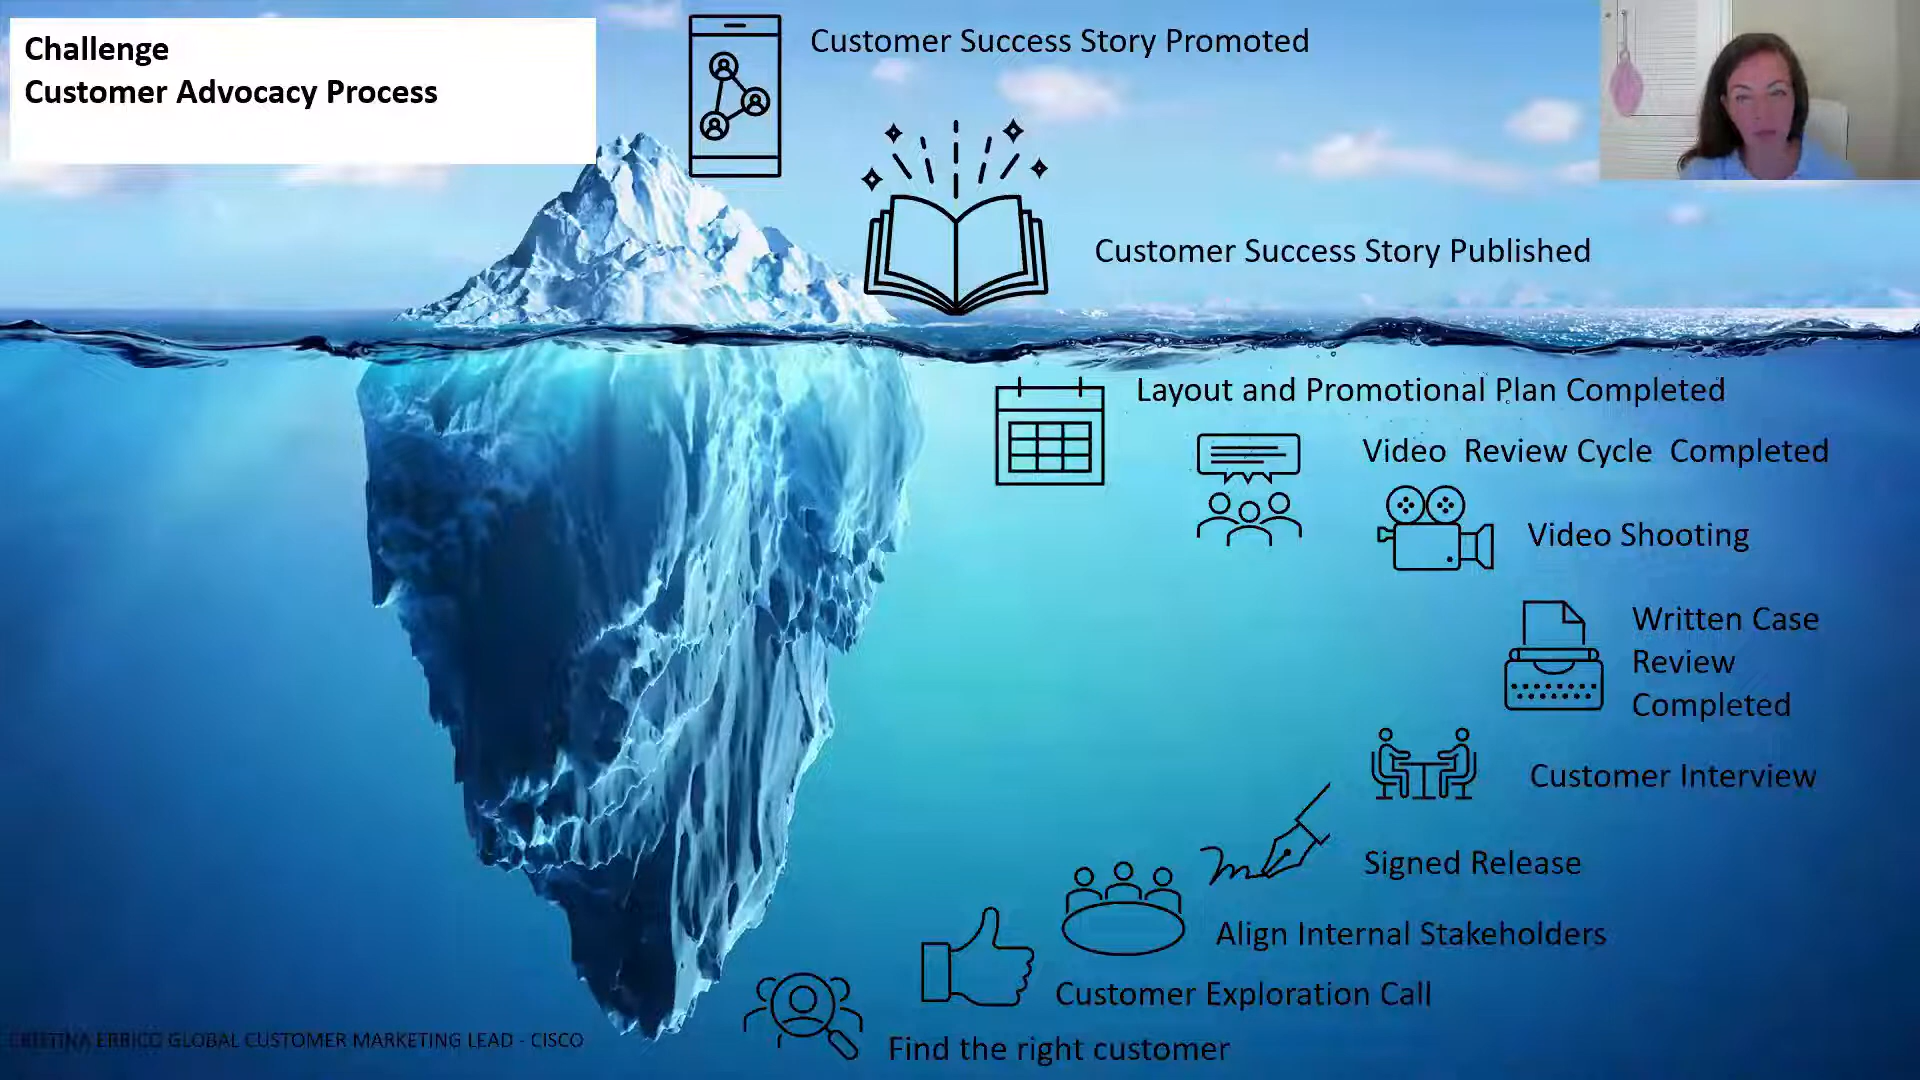 Challenge
Customer Advocacy Process
Customer Success Story Promoted
Customer Success Story Published
Layout and Promotional Plan Completed
Video Review Cycle Completed
Video Shooting
Written Case
Review
Completed
Customer Interview
Signed Release
Align Internal Stakeholders
Customer Exploration Call
Find the right customer
CRISTINA ERRICO GLOBAL CUSTOMER MARKETING LEAD - CISCO